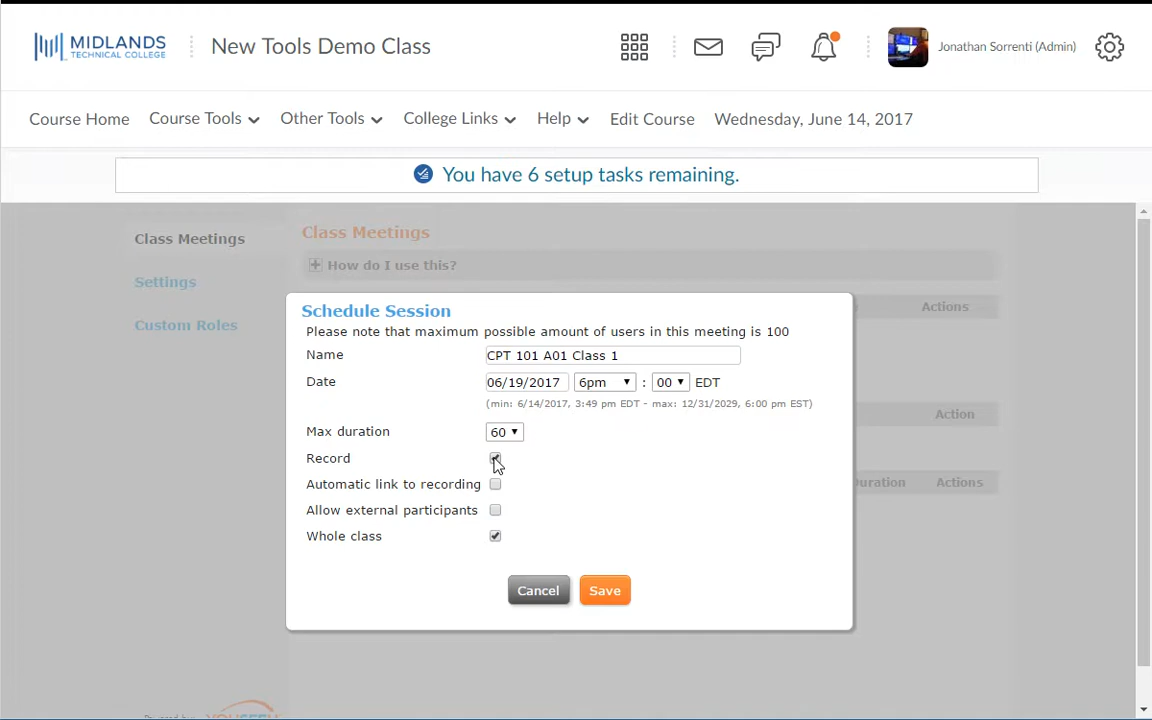 MIDLANDS
TECHNICAL COLLEGE
New Tools Demo Class
Jonathan Sorrenti (Admin)
Course Home Course Tools Other Tools College Links Help Edit Course Wednesday, June 14, 2017
You have 6 setup tasks remaining.
Class Meetings
Settings
Custom Roles
Class Meetings
How do I use this?
Actions
Action
Duration Actions
Schedule Session
Please note that maximum possible amount of users in this meeting is 100
Name CPT 101 A01 Class 1
Date 06/19/2017 6pm : 00 EDT
(min: 6/14/2017, 3:49 pm EDT - max: 12/31/2029, 6:00 pm EST)
Max duration 60
Record
Automatic link to recording
Allow external participants
Whole class
Cancel Save